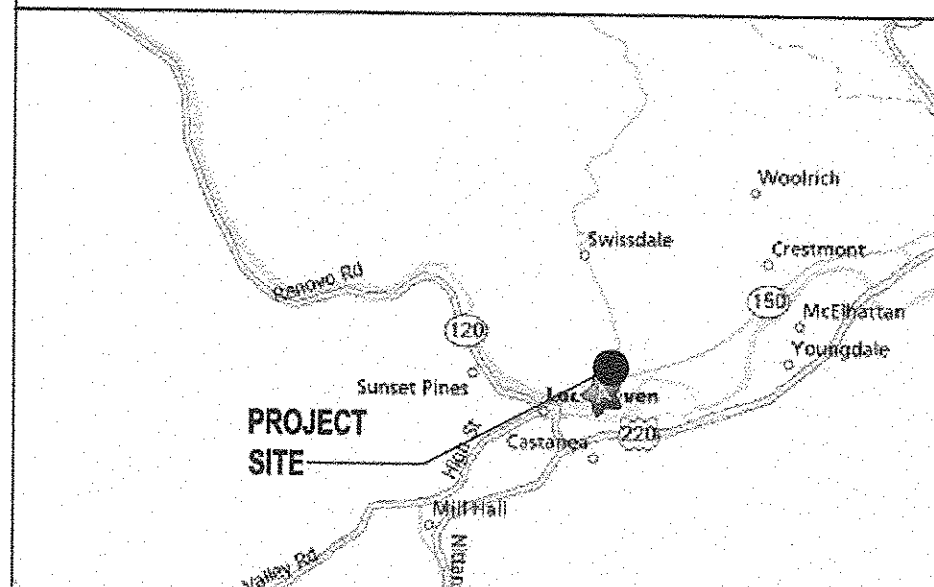 Woolrich
Swissdale
Crestmont
Renovo Rd
150
McElhattan
120
Youngdale
Sunset Pines
PROJECT
SITE
High St
220
Castanea
Mill Hall
Valley Rd
Nittan